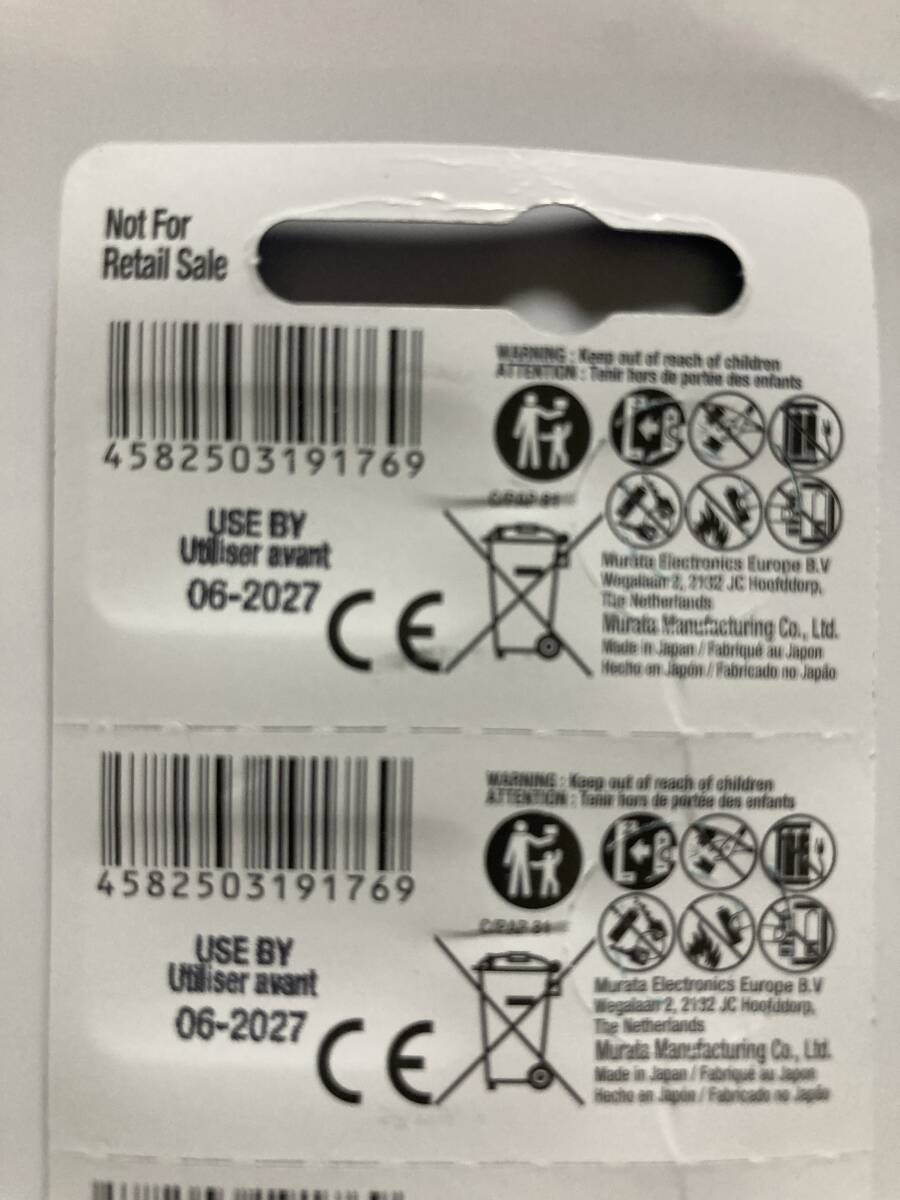 Not For
Retail Sale
4582503191769
USE BY
Utiliser avant
06-2027
CE
WARNING : Keep out of reach of children
ATTENTION : Tenir hors de portée des enfants
C/PAP 81
Murata Electronics Europe B.V
Wegalaan 2, 2132 JC Hoofddorp,
The Netherlands
Murata Manufacturing Co., Ltd.
Made in Japan / Fabriqué au Japon
Hecho en Japón / Fabricado no Japão
4582503191769
USE BY
Utiliser avant
06-2027
CE
WARNING : Keep out of reach of children
ATTENTION : Tenir hors de portée des enfants
C/PAP 81
Murata Electronics Europe B.V
Wegalaan 2, 2132 JC Hoofddorp,
The Netherlands
Murata Manufacturing Co., Ltd.
Made in Japan / Fabriqué au Japon
Hecho en Japón / Fabricado no Japão